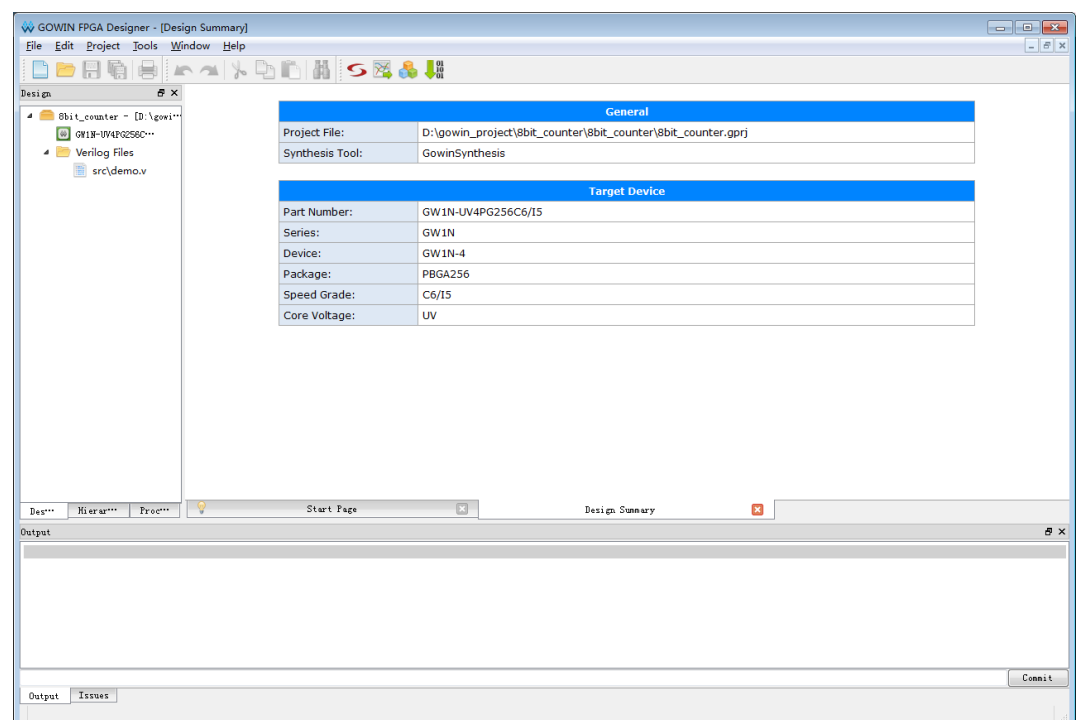 GOWIN FPGA Designer - [Design Summary]
File Edit Project Tools Window Help
Design
8bit_counter - [D:\gowi···
GW1N-UV4PG256C···
Verilog Files
src\demo.v
General
Project File: D:\gowin_project\8bit_counter\8bit_counter\8bit_counter.gprj
Synthesis Tool: GowinSynthesis
Target Device
Part Number: GW1N-UV4PG256C6/I5
Series: GW1N
Device: GW1N-4
Package: PBGA256
Speed Grade: C6/I5
Core Voltage: UV
Des··· Hierar··· Proc··· Start Page Design Summary
Output
Commit
Output Issues